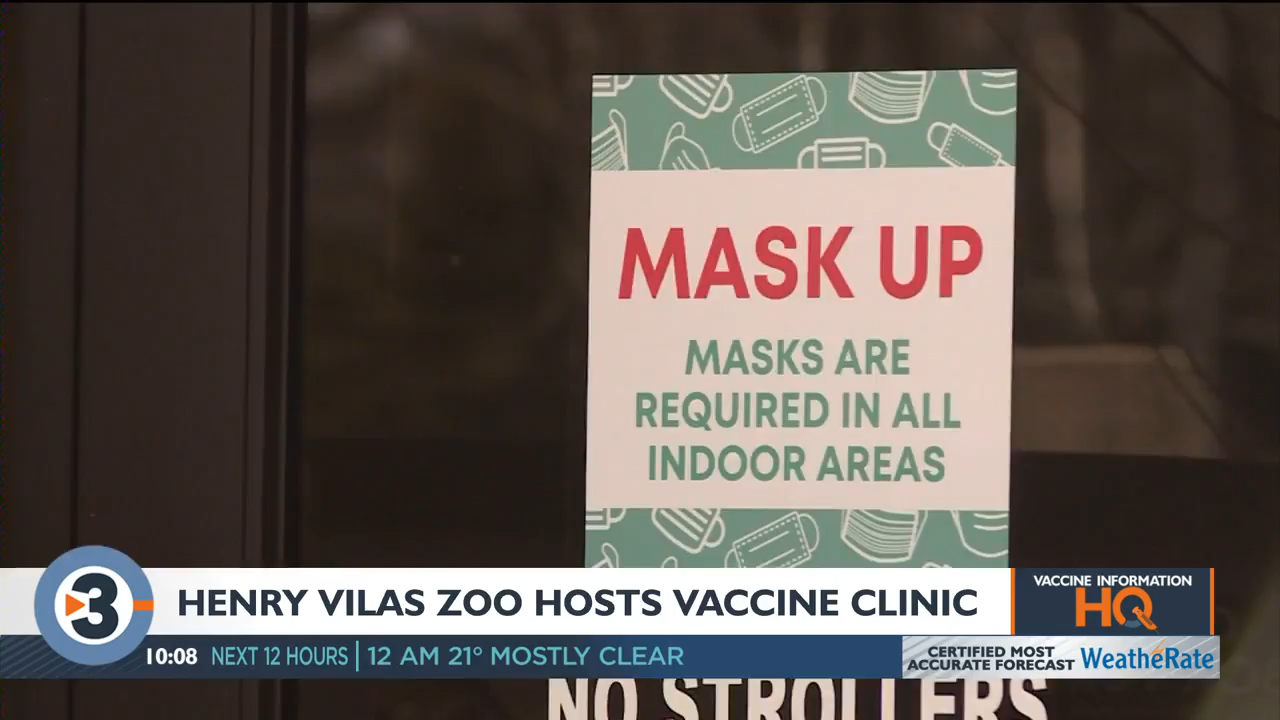 MASK UP
MASKS ARE
REQUIRED IN ALL
INDOOR AREAS
3
HENRY VILAS ZOO HOSTS VACCINE CLINIC
VACCINE INFORMATION
HQ
10:08 NEXT 12 HOURS 12 AM 21° MOSTLY CLEAR
CERTIFIED MOST
ACCURATE FORECAST WeatheRate
NO STROLLERS